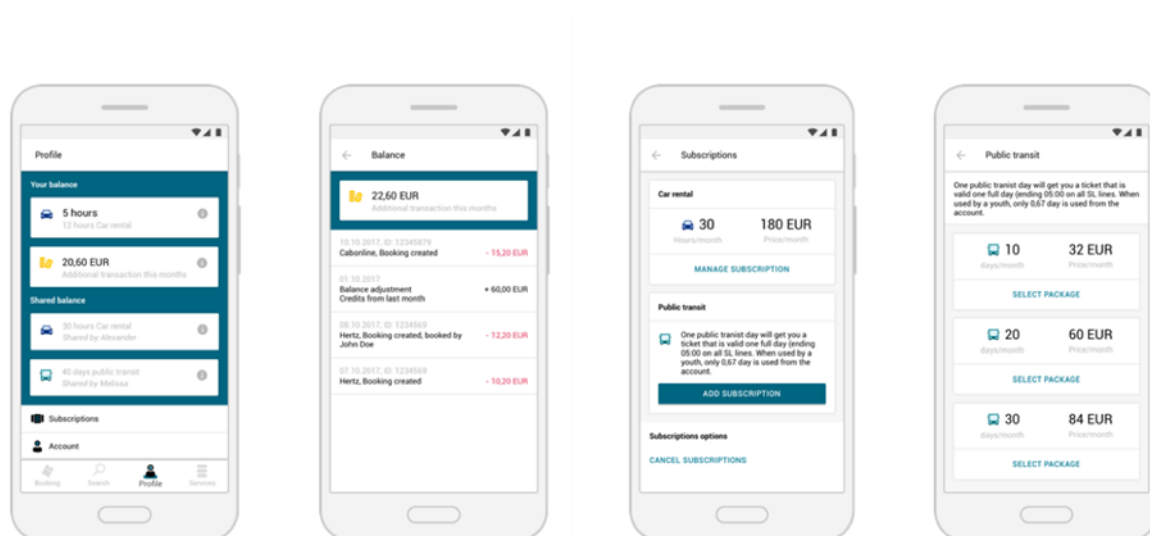 Profile
Your balance
5 hours
12 hours Car rental
20,60 EUR
Additional transaction this months
Shared balance
30 hours Car rental
Shared by Alexander
40 days public transit
Shared by Melissa
Subscriptions
Account
Booking
Search
Profile
Services
Balance
22,60 EUR
Additional transaction this months
10.10.2017, ID: 12345879
Cabonline, Booking created
- 15,20 EUR
01.10.2017
Balance adjustment
+ 60,00 EUR
Credits from last month
08.10.2017, ID: 1234569
Hertz, Booking created, booked by
- 12,20 EUR
John Doe
07.10.2017, ID: 1234569
Hertz, Booking created
- 10,20 EUR
Subscriptions
Car rental
30
180 EUR
Hours/month
Price/month
MANAGE SUBSCRIPTION
Public transit
One public tranist day will get you a
ticket that is valid one full day (ending
05:00 on all SL lines. When used by a
youth, only 0,67 day is used from the
account.
ADD SUBSCRIPTION
Subscriptions options
CANCEL SUBSCRIPTIONS
Public transit
One public tranist day will get you a ticket that is
valid one full day (ending 05:00 on all SL lines. When
used by a youth, only 0,67 day is used from the
account.
10
32 EUR
days/month
Price/month
SELECT PACKAGE
20
60 EUR
days/month
Price/month
SELECT PACKAGE
30
84 EUR
days/month
Price/month
SELECT PACKAGE